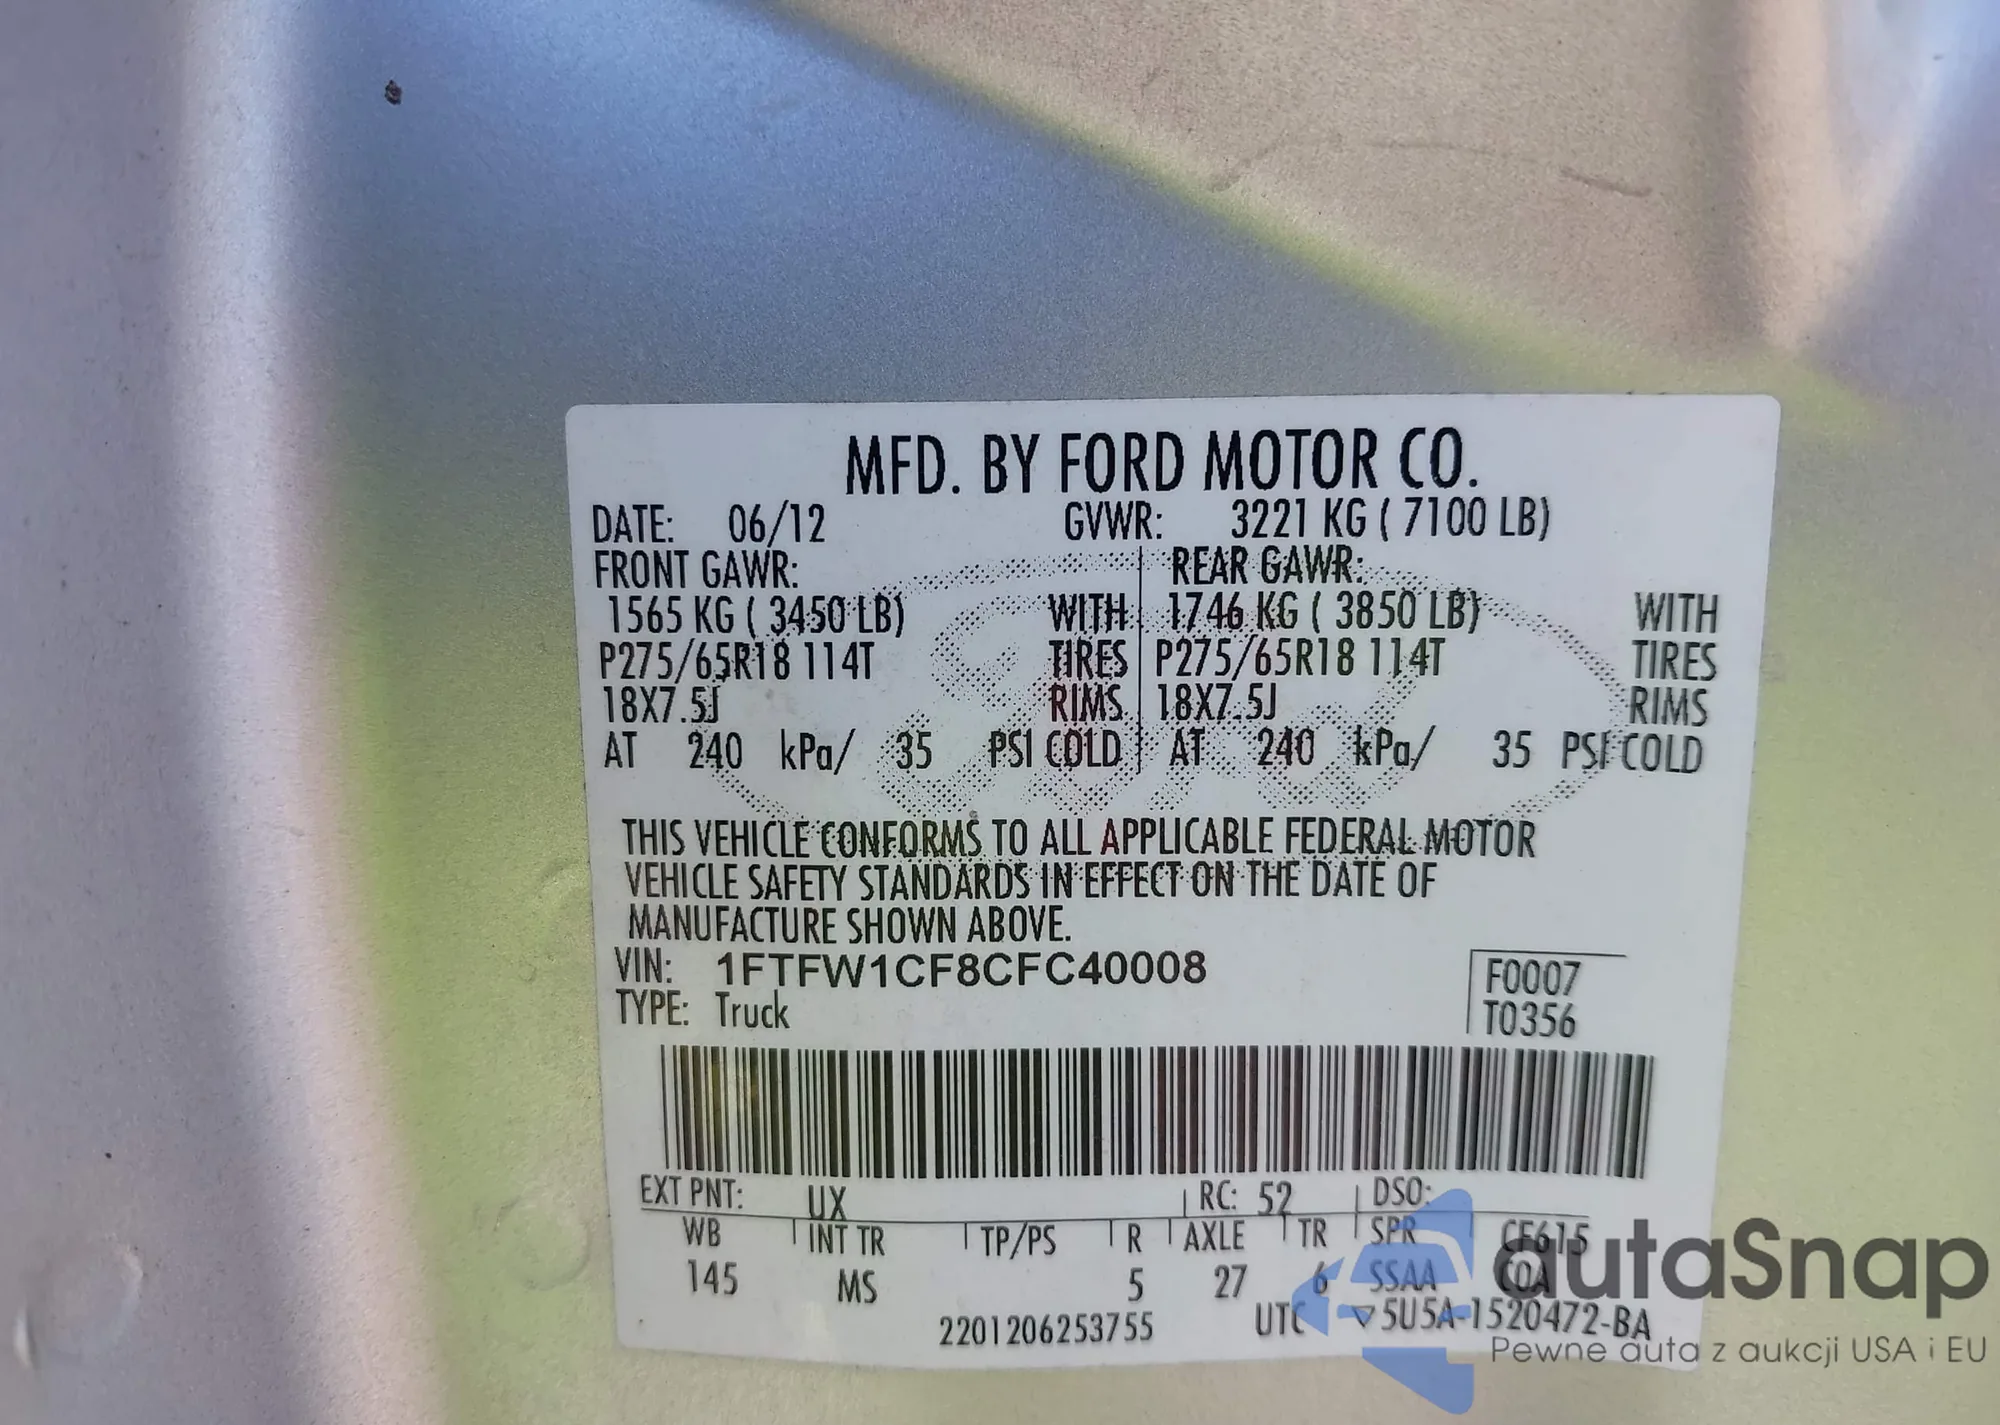 MFD. BY FORD MOTOR CO.
DATE: 06/12 GVWR: 3221 KG ( 7100 LB)
FRONT GAWR: REAR GAWR:
1565 KG ( 3450 LB) WITH 1746 KG ( 3850 LB) WITH
P275/65R18 114T TIRES P275/65R18 114T TIRES
18X7.5J RIMS 18X7.5J RIMS
AT 240 kPa/ 35 PSI COLD AT 240 kPa/ 35 PSI COLD
THIS VEHICLE CONFORMS TO ALL APPLICABLE FEDERAL MOTOR
VEHICLE SAFETY STANDARDS IN EFFECT ON THE DATE OF
MANUFACTURE SHOWN ABOVE.
VIN: 1FTFW1CF8CFC40008 F0007
TYPE: Truck T0356
EXT PNT: UX RC: 52 DSO:
WB INT TR TP/PS R AXLE TR SPR CF615
145 MS 5 27 6 SSAA C0A
2201206253755 UTC ▽5U5A-1520472-BA
autaSnap
Pewne auta z aukcji USA i EU